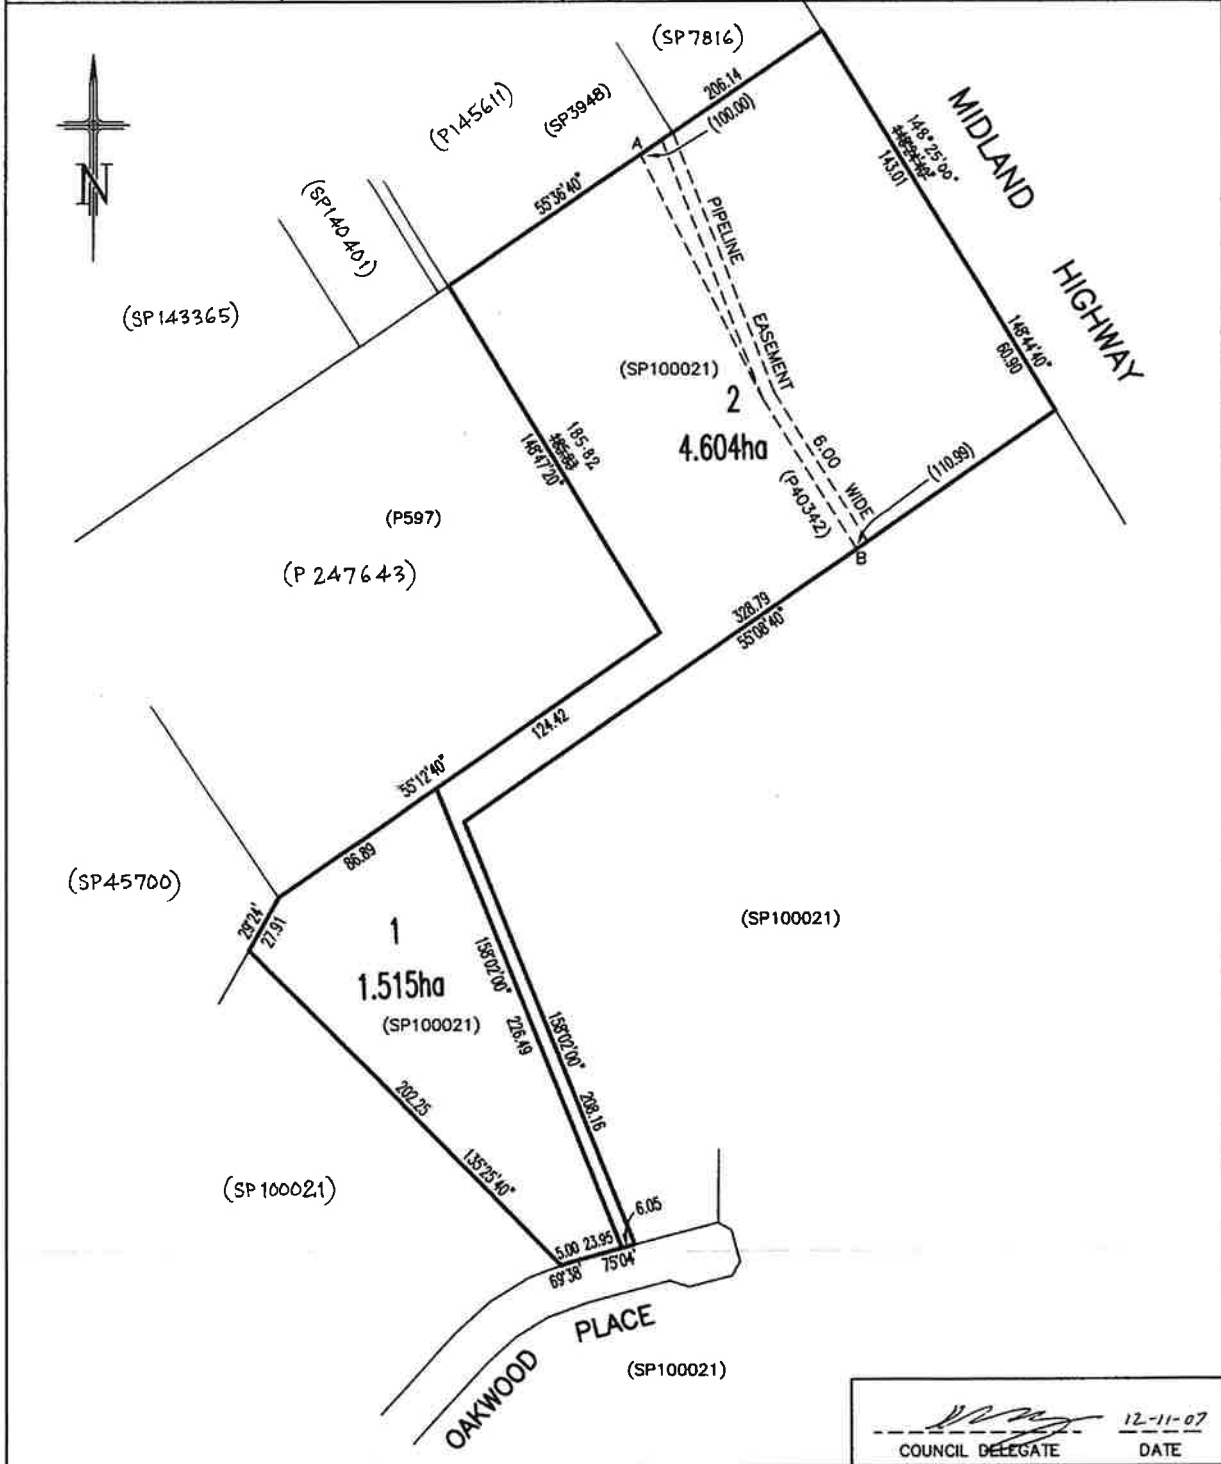 (SP7816)
206.14
(100.00)
(P145611)
(SP3948)
A
MIDLAND
148°25'00"
143.01
N
(SP140401)
55°36'40"
PIPELINE
HIGHWAY
(SP143365)
EASEMENT
148°44'40"
60.90
(SP100021)
2
4.604ha
185.82
185.83
148°47'20"
6.00 WIDE
(110.99)
(P40342)
(P597)
B
(P 247643)
328.79
55°08'40"
124.42
55°12'40"
86.89
(SP45700)
(SP100021)
29°24'
27.91
1
1.515ha
(SP100021)
158°02'00"
226.49
158°02'00"
208.16
202.25
135°25'40"
(SP100021)
6.05
5.00 23.95
69°38' 75°04'
OAKWOOD PLACE
(SP100021)
12-11-07
COUNCIL DELEGATE DATE